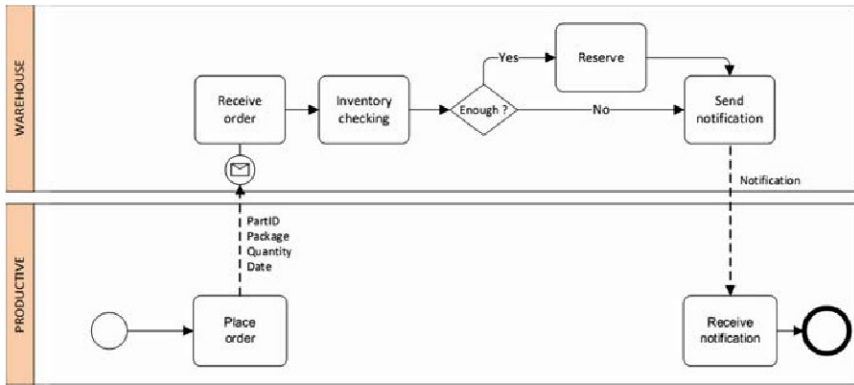 WAREHOUSE
Receive
order
Inventory
checking
Enough ?
Yes
No
Reserve
Send
notification
Notification
PRODUCTIVE
PartID
Package
Quantity
Date
Place
order
Receive
notification